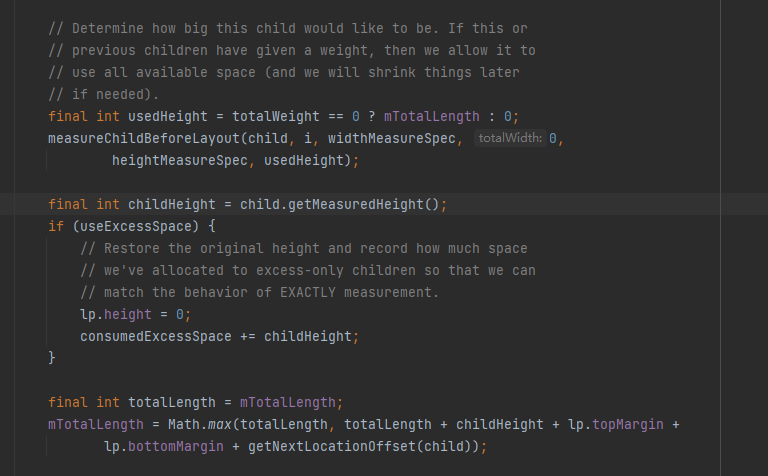 // Determine how big this child would like to be. If this or
// previous children have given a weight, then we allow it to
// use all available space (and we will shrink things later
// if needed).
final int usedHeight = totalWeight == 0 ? mTotalLength : 0;
measureChildBeforeLayout(child, i, widthMeasureSpec, totalWidth: 0,
heightMeasureSpec, usedHeight);
final int childHeight = child.getMeasuredHeight();
if (useExcessSpace) {
// Restore the original height and record how much space
// we've allocated to excess-only children so that we can
// match the behavior of EXACTLY measurement.
lp.height = 0;
consumedExcessSpace += childHeight;
}
final int totalLength = mTotalLength;
mTotalLength = Math.max(totalLength, totalLength + childHeight + lp.topMargin +
lp.bottomMargin + getNextLocationOffset(child));